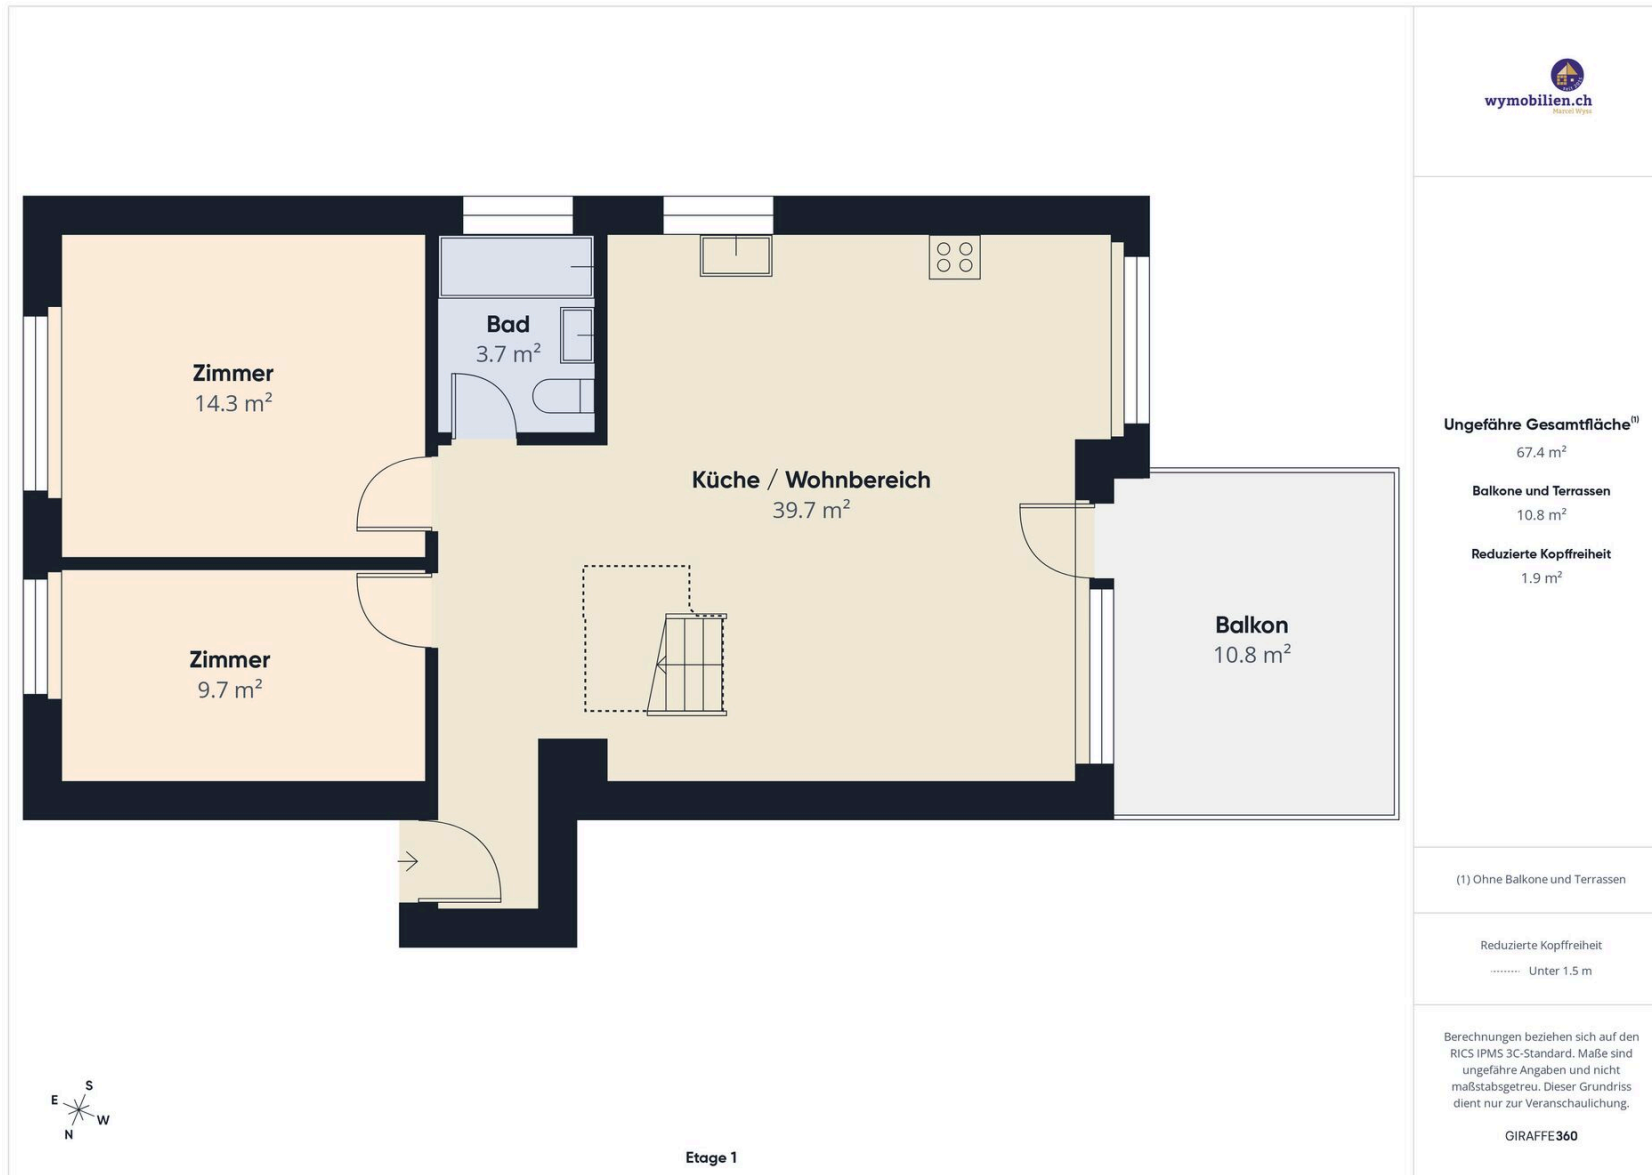 wymobilien.ch
Marcel Wyss
Zimmer
14.3 m²
Bad
3.7 m²
Küche / Wohnbereich
39.7 m²
Zimmer
9.7 m²
Balkon
10.8 m²
Ungefähre Gesamtfläche⁽¹⁾
67.4 m²
Balkone und Terrassen
10.8 m²
Reduzierte Kopffreiheit
1.9 m²
(1) Ohne Balkone und Terrassen
Reduzierte Kopffreiheit
Unter 1.5 m
Berechnungen beziehen sich auf den
RICS IPMS 3C-Standard. Maße sind
ungefähre Angaben und nicht
maßstabsgetreu. Dieser Grundriss
dient nur zur Veranschaulichung.
GIRAFFE360
S
E
W
N
Etage 1